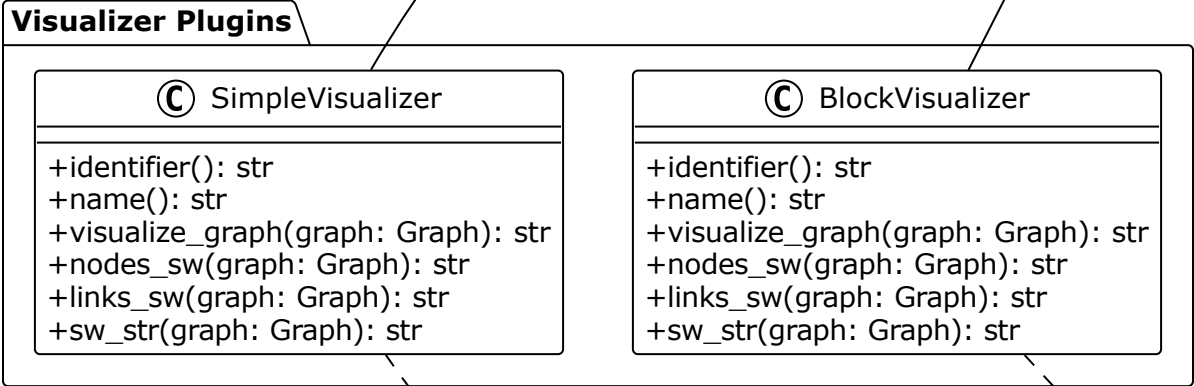 Visualizer Plugins
C SimpleVisualizer
+identifier(): str
+name(): str
+visualize_graph(graph: Graph): str
+nodes_sw(graph: Graph): str
+links_sw(graph: Graph): str
+sw_str(graph: Graph): str
C BlockVisualizer
+identifier(): str
+name(): str
+visualize_graph(graph: Graph): str
+nodes_sw(graph: Graph): str
+links_sw(graph: Graph): str
+sw_str(graph: Graph): str